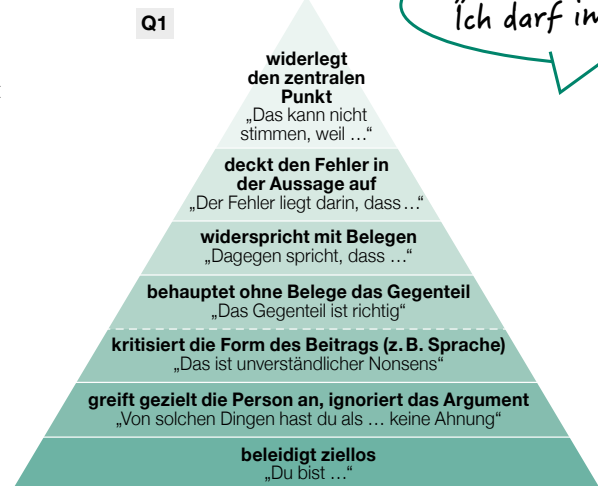 Q1
Ich darf im
widerlegt
den zentralen
Punkt
„Das kann nicht
stimmen, weil …“
deckt den Fehler in
der Aussage auf
„Der Fehler liegt darin, dass …“
widerspricht mit Belegen
„Dagegen spricht, dass …“
behauptet ohne Belege das Gegenteil
„Das Gegenteil ist richtig“
kritisiert die Form des Beitrags (z. B. Sprache)
„Das ist unverständlicher Nonsens“
greift gezielt die Person an, ignoriert das Argument
„Von solchen Dingen hast du als … keine Ahnung“
beleidigt ziellos
„Du bist …“